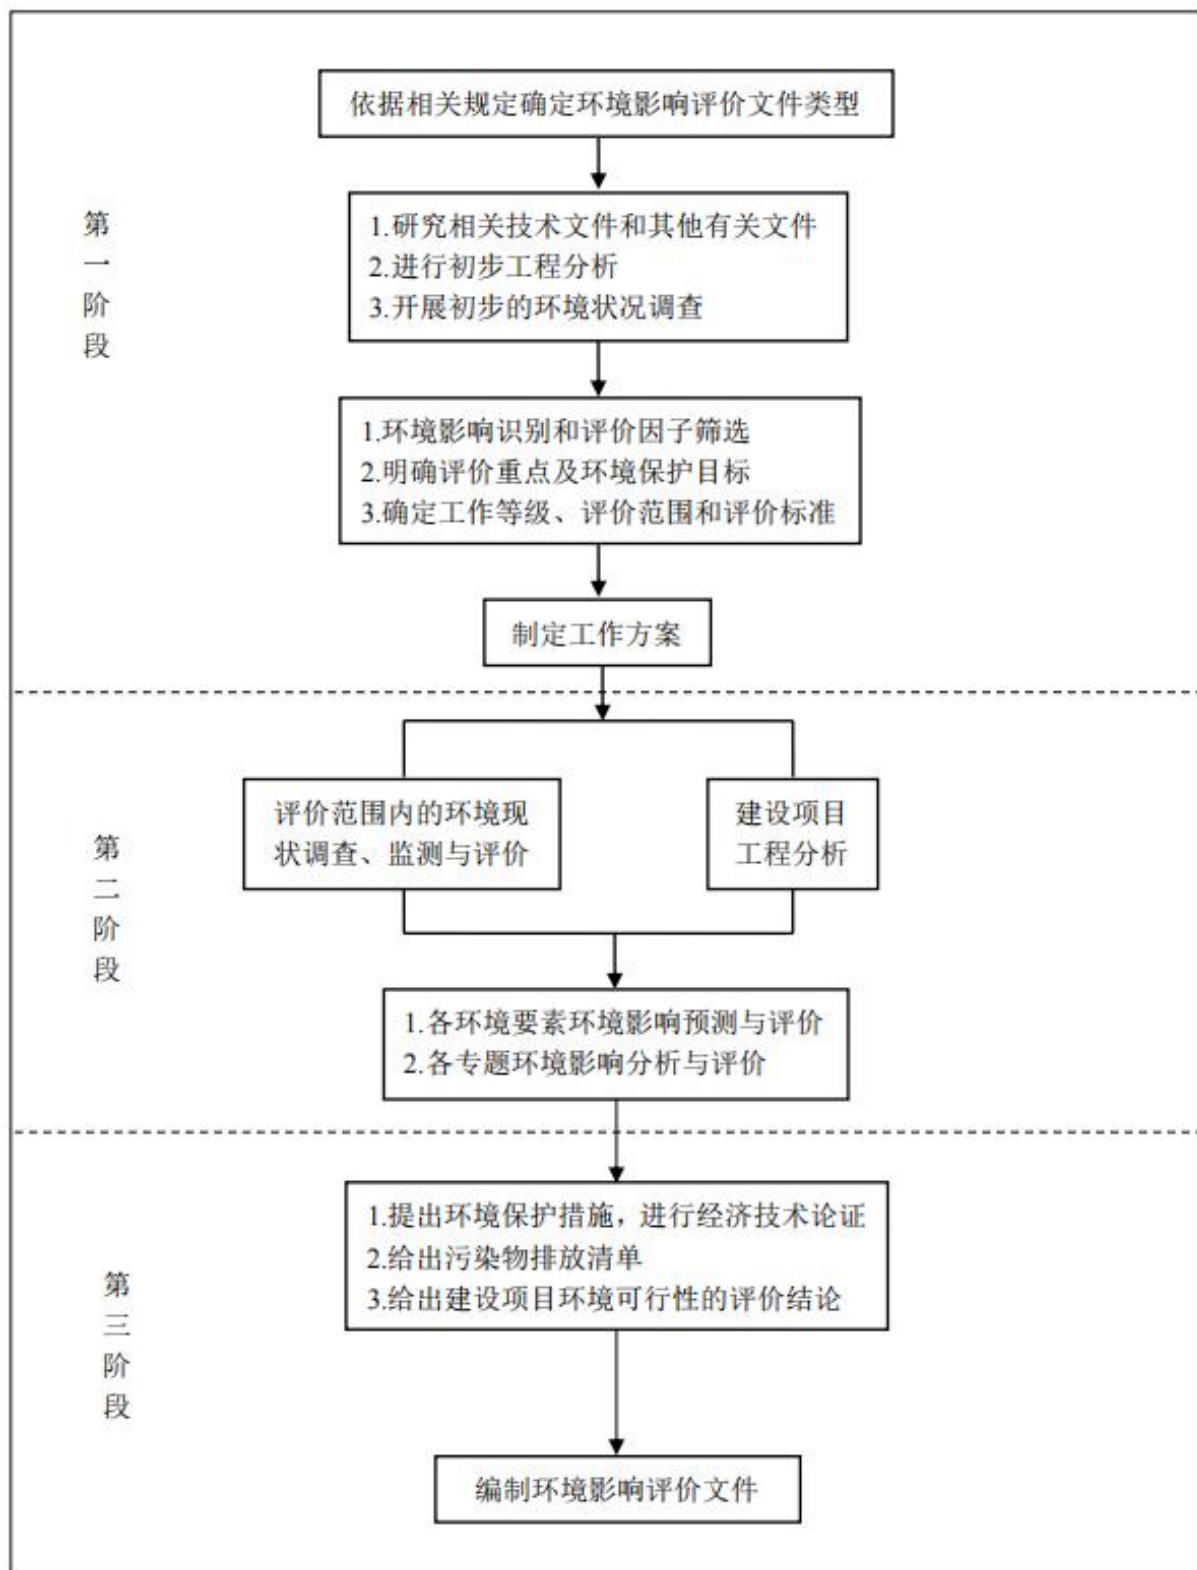 依据相关规定确定环境影响评价文件类型
第一阶段
1.研究相关技术文件和其他有关文件
2.进行初步工程分析
3.开展初步的环境状况调查
1.环境影响识别和评价因子筛选
2.明确评价重点及环境保护目标
3.确定工作等级、评价范围和评价标准
制定工作方案
第二阶段
评价范围内的环境现
状调查、监测与评价
建设项目
工程分析
1.各环境要素环境影响预测与评价
2.各专题环境影响分析与评价
第三阶段
1.提出环境保护措施，进行经济技术论证
2.给出污染物排放清单
3.给出建设项目环境可行性的评价结论
编制环境影响评价文件